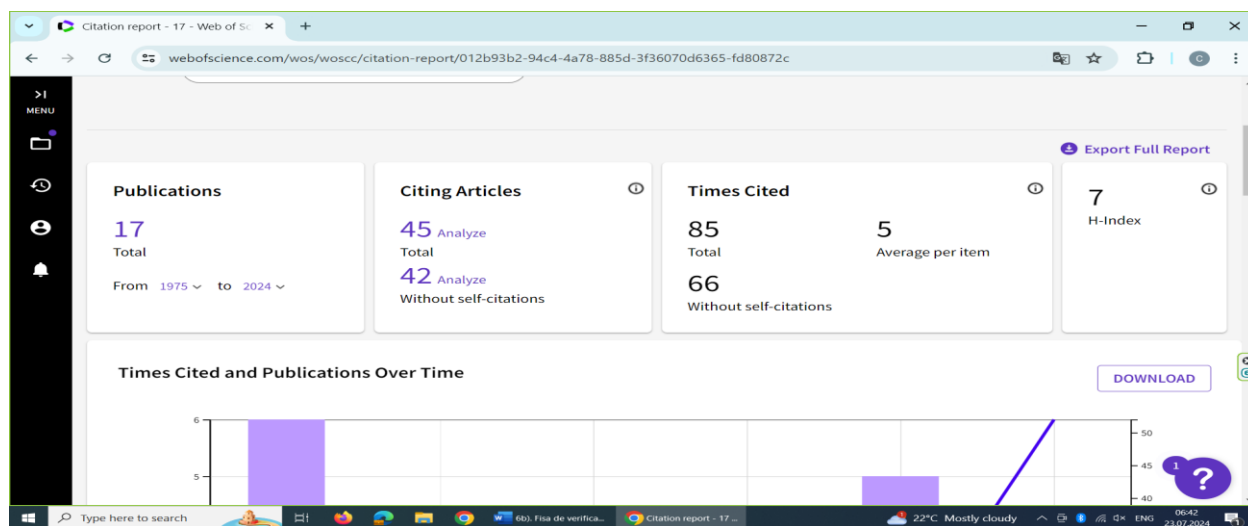 Citation report - 17 - Web of Sc
webofscience.com/wos/woscc/citation-report/012b93b2-94c4-4a78-885d-3f36070d6365-fd80872c
MENU
Export Full Report
Publications
17
Total
From 1975 to 2024
Citing Articles
45 Analyze
Total
42 Analyze
Without self-citations
Times Cited
85
Total
5
Average per item
66
Without self-citations
7
H-Index
Times Cited and Publications Over Time
DOWNLOAD
6
5
50
45
40
1
?
Type here to search
6b). Fisa de verifica...
Citation report - 17 ...
22°C Mostly cloudy
ENG
06:42
23.07.2024